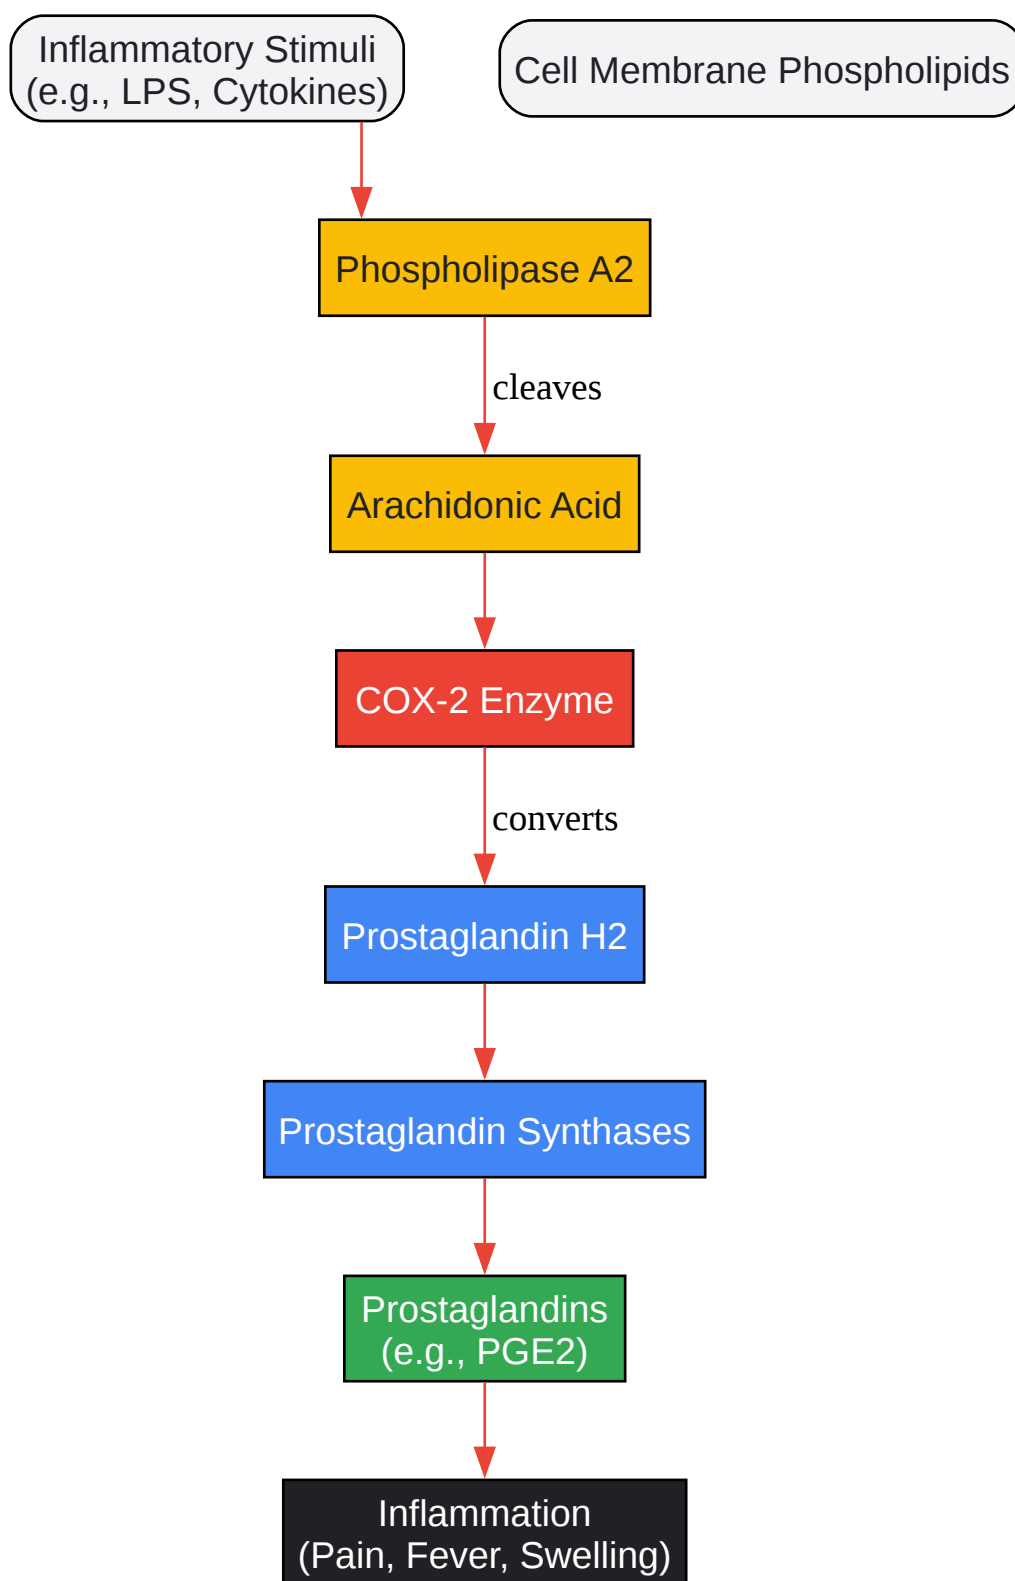 Inflammatory Stimuli
(e.g., LPS, Cytokines)
Cell Membrane Phospholipids
Phospholipase A2
cleaves
Arachidonic Acid
COX-2 Enzyme
converts
Prostaglandin H2
Prostaglandin Synthases
Prostaglandins
(e.g., PGE2)
Inflammation
(Pain, Fever, Swelling)